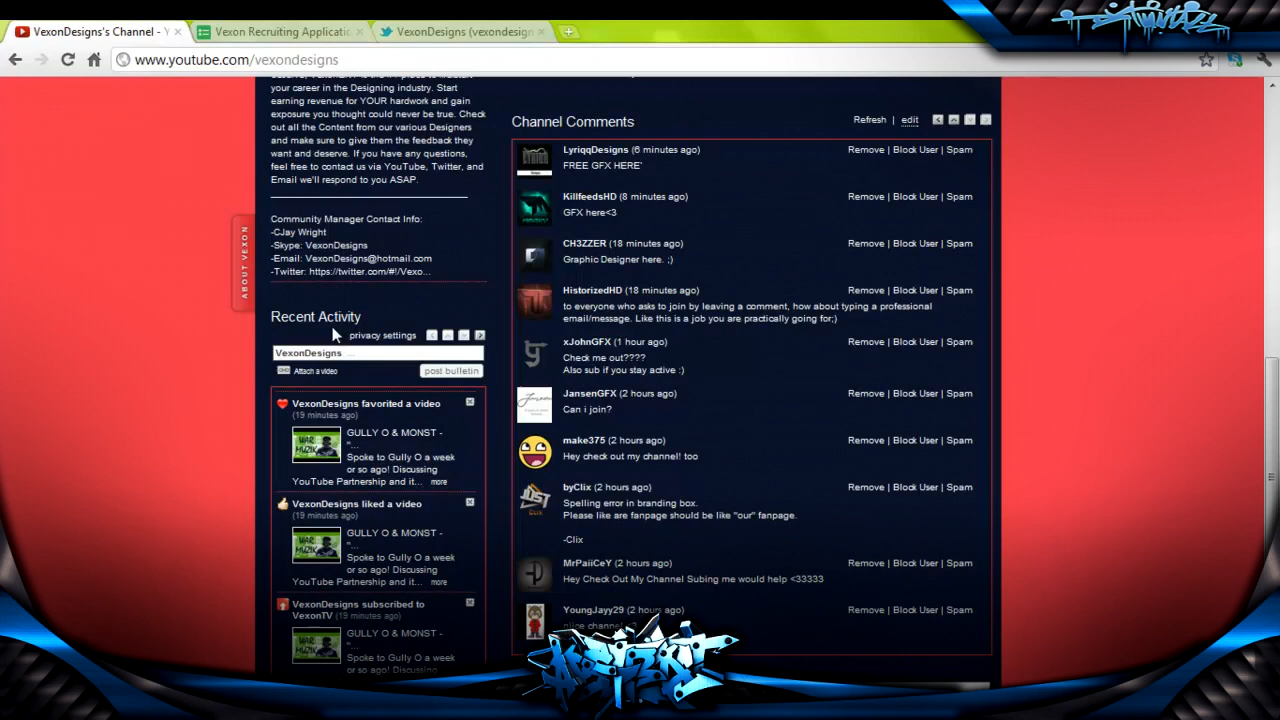 VexonDesigns's Channel - Y
Vexon Recruiting Applicatic
VexonDesigns (vexondesign
www.youtube.com/vexondesigns
your career in the Designing industry. Start
earning revenue for YOUR hardwork and gain
exposure you thought could never be true. Check
out all the Content from our various Designers
and make sure to give them the feedback they
want and deserve. If you have any questions,
feel free to contact us via YouTube, Twitter, and
Email we'll respond to you ASAP.
Community Manager Contact Info:
-CJay Wright
-Skype: VexonDesigns
-Email: VexonDesigns@hotmail.com
-Twitter: https://twitter.com/#!/Vexo...
ABOUT VEXON
Recent Activity
privacy settings
VexonDesigns ...
Attach a video
post bulletin
VexonDesigns favorited a video
(19 minutes ago)
GULLY O & MONST -
"...
Spoke to Gully O a week
or so ago! Discussing
YouTube Partnership and it... more
VexonDesigns liked a video
(19 minutes ago)
GULLY O & MONST -
"...
Spoke to Gully O a week
or so ago! Discussing
YouTube Partnership and it... more
VexonDesigns subscribed to
VexonTV (19 minutes ago)
GULLY O & MONST -
"...
Spoke to Gully O a week
or so ago! Discussing
Channel Comments
Refresh | edit
LyriqqDesigns (6 minutes ago)
Remove | Block User | Spam
FREE GFX HERE'
KillfeedsHD (8 minutes ago)
Remove | Block User | Spam
GFX here<3
CH3ZZER (18 minutes ago)
Remove | Block User | Spam
Graphic Designer here. ;)
HistorizedHD (18 minutes ago)
Remove | Block User | Spam
to everyone who asks to join by leaving a comment, how about typing a professional
email/message. Like this is a job you are practically going for;)
xJohnGFX (1 hour ago)
Remove | Block User | Spam
Check me out????
Also sub if you stay active :)
JansenGFX (2 hours ago)
Remove | Block User | Spam
Can i join?
make375 (2 hours ago)
Remove | Block User | Spam
Hey check out my channel! too
byClix (2 hours ago)
Remove | Block User | Spam
Spelling error in branding box.
Please like are fanpage should be like "our" fanpage.
-Clix
MrPaiiCeY (2 hours ago)
Remove | Block User | Spam
Hey Check Out My Channel Subing me would help <33333
YoungJayy29 (2 hours ago)
Remove | Block User | Spam
niice channel <3